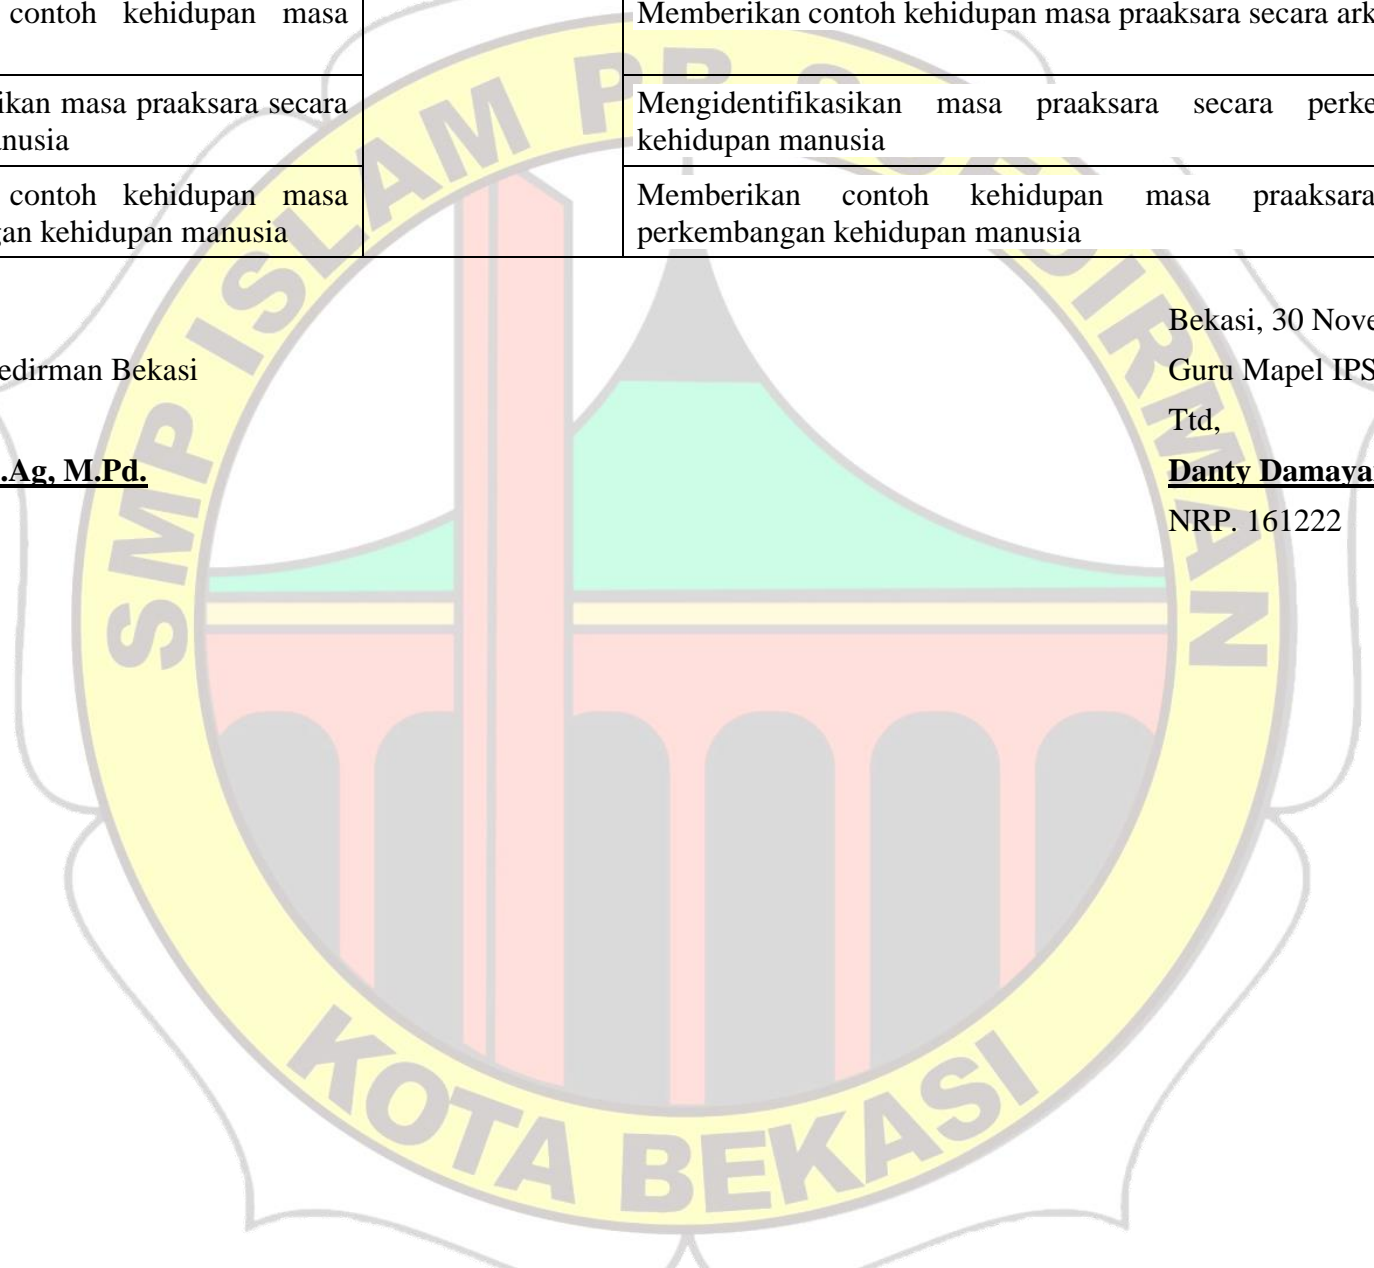 contoh kehidupan masa
ikan masa praaksara secara
anusia
contoh kehidupan masa
gan kehidupan manusia
Memberikan contoh kehidupan masa praaksara secara ark
Mengidentifikasikan masa praaksara secara perke
kehidupan manusia
Memberikan contoh kehidupan masa praaksara
perkembangan kehidupan manusia
edirman Bekasi
.Ag, M.Pd.
Bekasi, 30 Nove
Guru Mapel IPS
Ttd,
Danty Damaya
NRP. 161222
SMP ISLAM PB DIRMAN
KOTA BEKASI